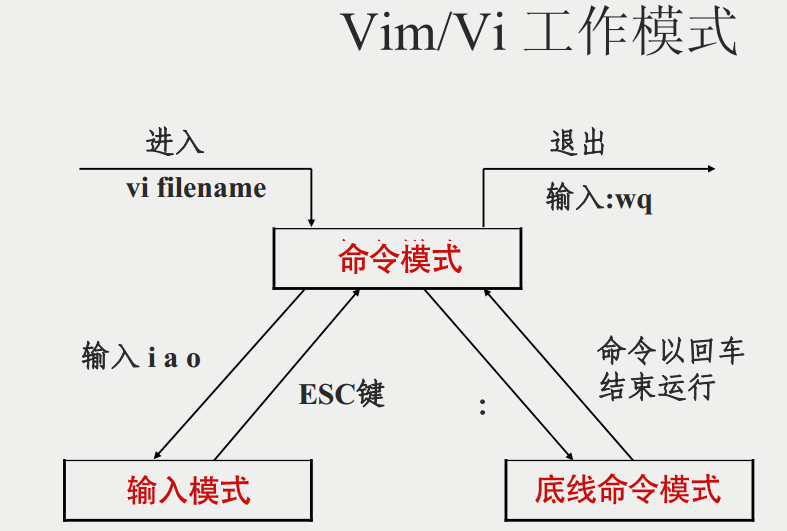 Vim/Vi 工作模式
进入
vi filename
退出
输入:wq
命令模式
输入 i a o
ESC键
:
命令以回车
结束运行
输入模式
底线命令模式